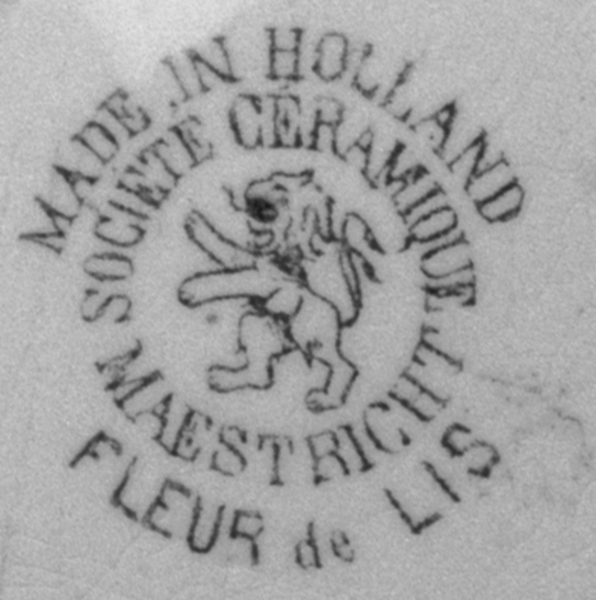 MADE IN HOLLAND
SOCIÉTÉ CÉRAMIQUE
MAESTRICHT
FLEUR de LIS